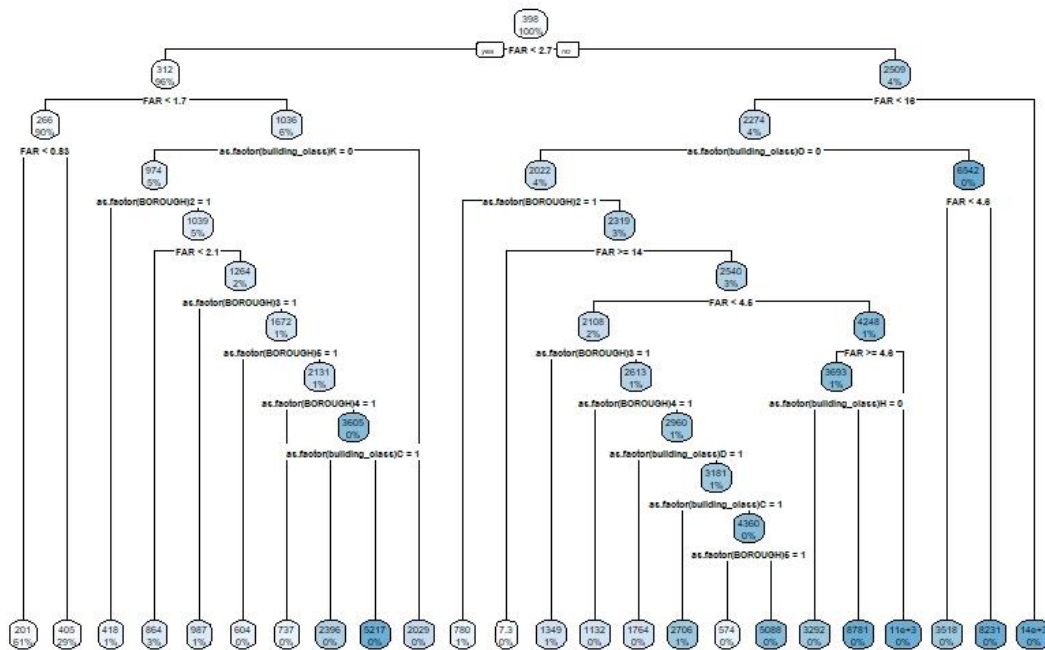 398
100%
yes FAR < 2.7 no
312
96%
2509
4%
FAR < 1.7
FAR < 16
266
90%
1036
6%
2274
4%
FAR < 0.83
as.factor(building_class)K = 0
as.factor(building_class)O = 0
974
5%
2022
4%
6542
0%
as.factor(BOROUGH)2 = 1
as.factor(BOROUGH)2 = 1
FAR < 4.6
1039
5%
2319
3%
FAR < 2.1
FAR >= 14
1264
2%
2540
3%
as.factor(BOROUGH)3 = 1
FAR < 4.5
1672
1%
2108
2%
4248
1%
as.factor(BOROUGH)5 = 1
as.factor(BOROUGH)3 = 1
FAR >= 4.6
2131
1%
2613
1%
3693
1%
as.factor(BOROUGH)4 = 1
as.factor(BOROUGH)4 = 1
as.factor(building_class)H = 0
3605
0%
2960
1%
as.factor(building_class)C = 1
as.factor(building_class)D = 1
3181
1%
as.factor(building_class)C = 1
4360
0%
as.factor(BOROUGH)5 = 1
201 405 418 864 987 604 737 2396 5217 2029 780 7.3 1349 1132 1764 2706 574 5088 3292 8781 11e+3 3518 8231 14e+3
61% 29% 1% 3% 1% 0% 0% 0% 0% 0% 1% 0% 1% 0% 0% 1% 0% 0% 0% 0% 0% 0% 0% 0%